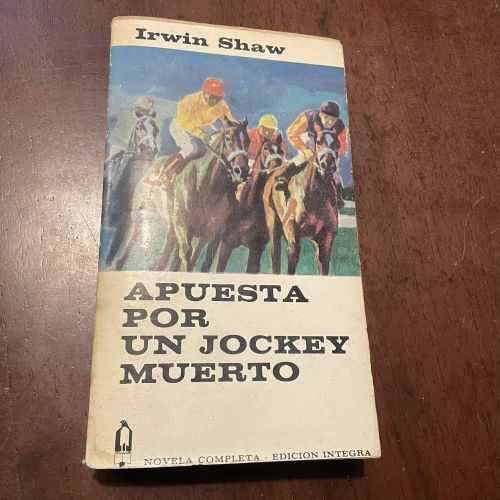 Irwin Shaw
APUESTA
POR
UN JOCKEY
MUERTO
NOVELA COMPLETA - EDICION INTEGRA